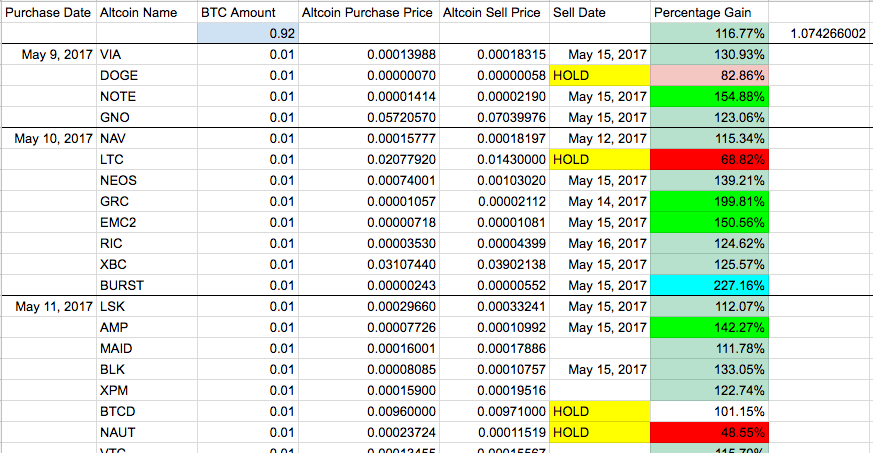 Purchase Date Altcoin Name BTC Amount Altcoin Purchase Price Altcoin Sell Price Sell Date Percentage Gain
0.92 116.77% 1.074266002
May 9, 2017 VIA 0.01 0.00013988 0.00018315 May 15, 2017 130.93%
DOGE 0.01 0.00000070 0.00000058 HOLD 82.86%
NOTE 0.01 0.00001414 0.00002190 May 15, 2017 154.88%
GNO 0.01 0.05720570 0.07039976 May 15, 2017 123.06%
May 10, 2017 NAV 0.01 0.00015777 0.00018197 May 12, 2017 115.34%
LTC 0.01 0.02077920 0.01430000 HOLD 68.82%
NEOS 0.01 0.00074001 0.00103020 May 15, 2017 139.21%
GRC 0.01 0.00001057 0.00002112 May 14, 2017 199.81%
EMC2 0.01 0.00000718 0.00001081 May 15, 2017 150.56%
RIC 0.01 0.00003530 0.00004399 May 16, 2017 124.62%
XBC 0.01 0.03107440 0.03902138 May 15, 2017 125.57%
BURST 0.01 0.00000243 0.00000552 May 15, 2017 227.16%
May 11, 2017 LSK 0.01 0.00029660 0.00033241 May 15, 2017 112.07%
AMP 0.01 0.00007726 0.00010992 May 15, 2017 142.27%
MAID 0.01 0.00016001 0.00017886 111.78%
BLK 0.01 0.00008085 0.00010757 May 15, 2017 133.05%
XPM 0.01 0.00015900 0.00019516 122.74%
BTCD 0.01 0.00960000 0.00971000 HOLD 101.15%
NAUT 0.01 0.00023724 0.00011519 HOLD 48.55%